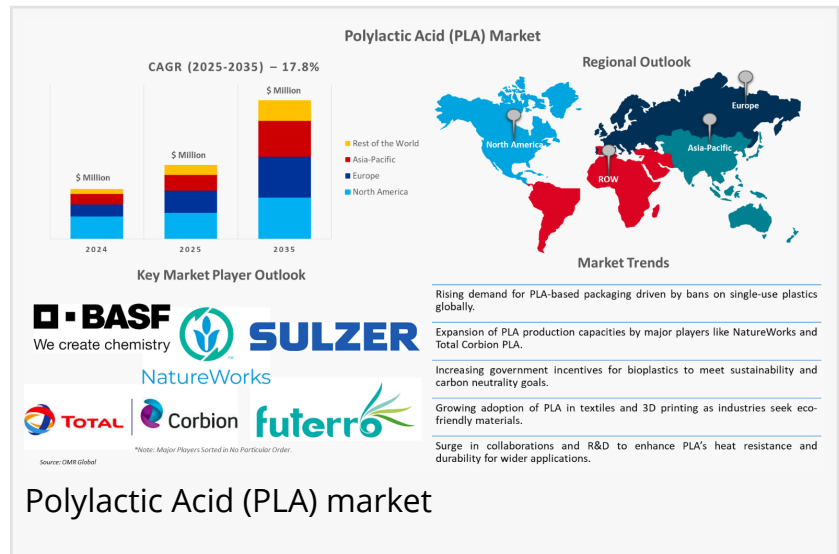 Polylactic Acid (PLA) Market
CAGR (2025-2035) – 17.8%
$ Million
$ Million
$ Million
2024
2025
2035
Rest of the World
Asia-Pacific
Europe
North America
Regional Outlook
North America
Europe
Asia-Pacific
ROW
Key Market Player Outlook
BASF
We create chemistry
NatureWorks
TM
SULZER
TOTAL
Corbion
futerro
*Note: Major Players Sorted in No Particular Order.
Source: OMR Global
Market Trends
Rising demand for PLA-based packaging driven by bans on single-use plastics
globally.
Expansion of PLA production capacities by major players like NatureWorks and
Total Corbion PLA.
Increasing government incentives for bioplastics to meet sustainability and
carbon neutrality goals.
Growing adoption of PLA in textiles and 3D printing as industries seek eco-
friendly materials.
Surge in collaborations and R&D to enhance PLA's heat resistance and
durability for wider applications.
Polylactic Acid (PLA) market